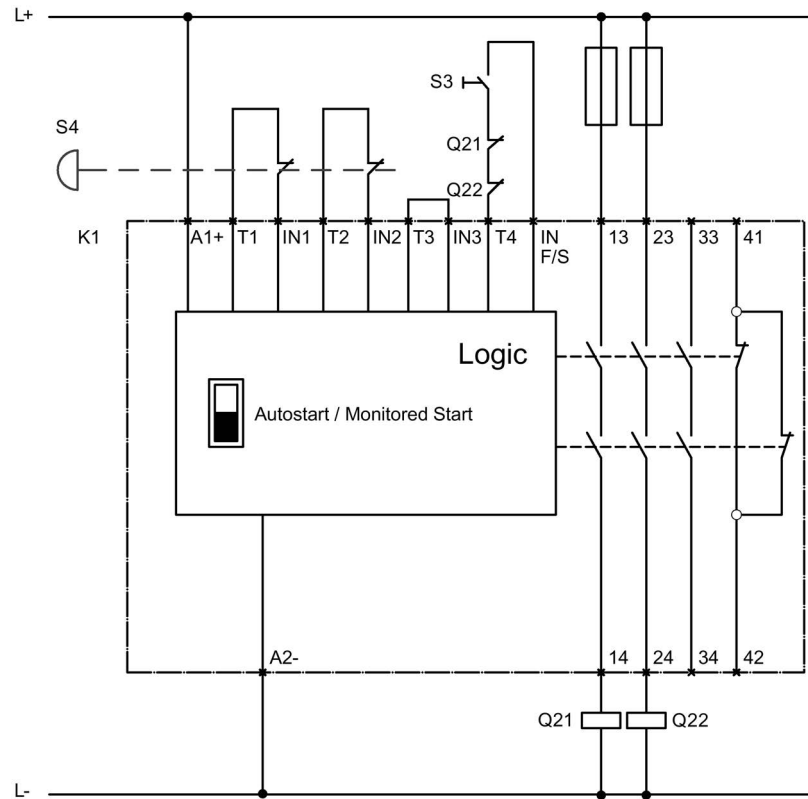 L+
S3
S4
Q21
Q22
K1
A1+ T1 IN1 T2 IN2 T3 IN3 T4 IN 13 23 33 41
F/S
Logic
Autostart / Monitored Start
A2- 14 24 34 42
Q21 Q22
L-